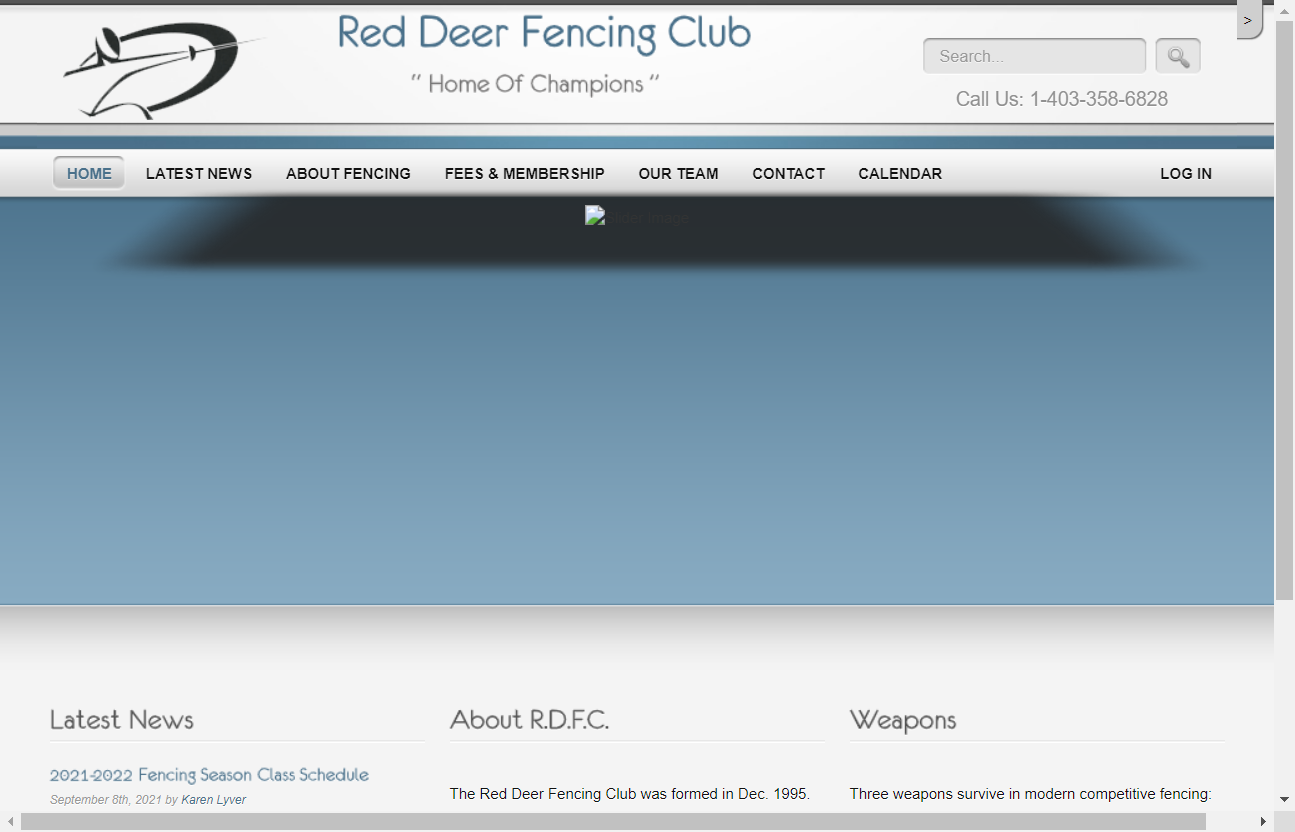 Red Deer Fencing Club
" Home Of Champions "
>
Search...
Call Us: 1-403-358-6828
HOME LATEST NEWS ABOUT FENCING FEES & MEMBERSHIP OUR TEAM CONTACT CALENDAR LOG IN
Slider Image
Latest News
2021-2022 Fencing Season Class Schedule
September 8th, 2021 by Karen Lyver
About R.D.F.C.
The Red Deer Fencing Club was formed in Dec. 1995.
Weapons
Three weapons survive in modern competitive fencing: